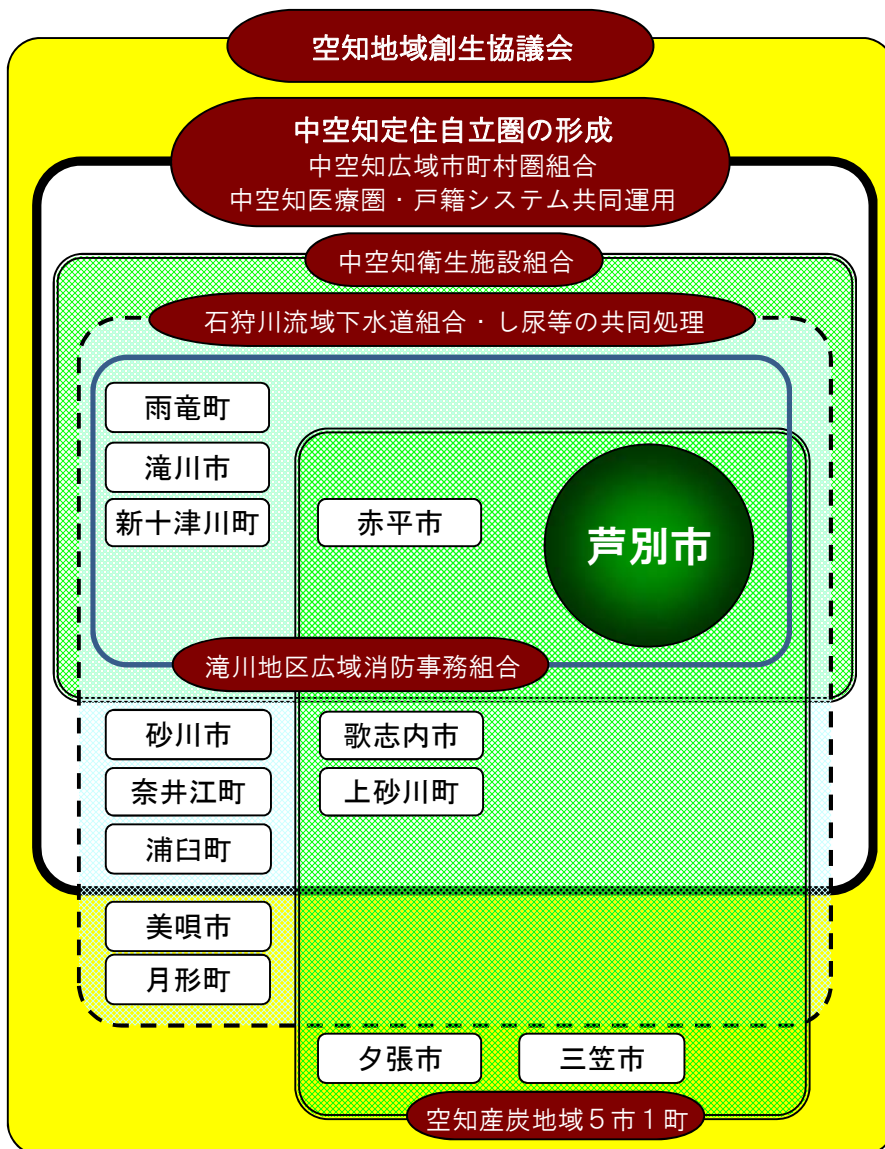 空知地域創生協議会
中空知定住自立圏の形成
中空知広域市町村圏組合
中空知医療圏・戸籍システム共同運用
中空知衛生施設組合
石狩川流域下水道組合・し尿等の共同処理
雨竜町
滝川市
新十津川町
赤平市
芦別市
滝川地区広域消防事務組合
砂川市
歌志内市
奈井江町
上砂川町
浦臼町
美唄市
月形町
夕張市
三笠市
空知産炭地域5市1町